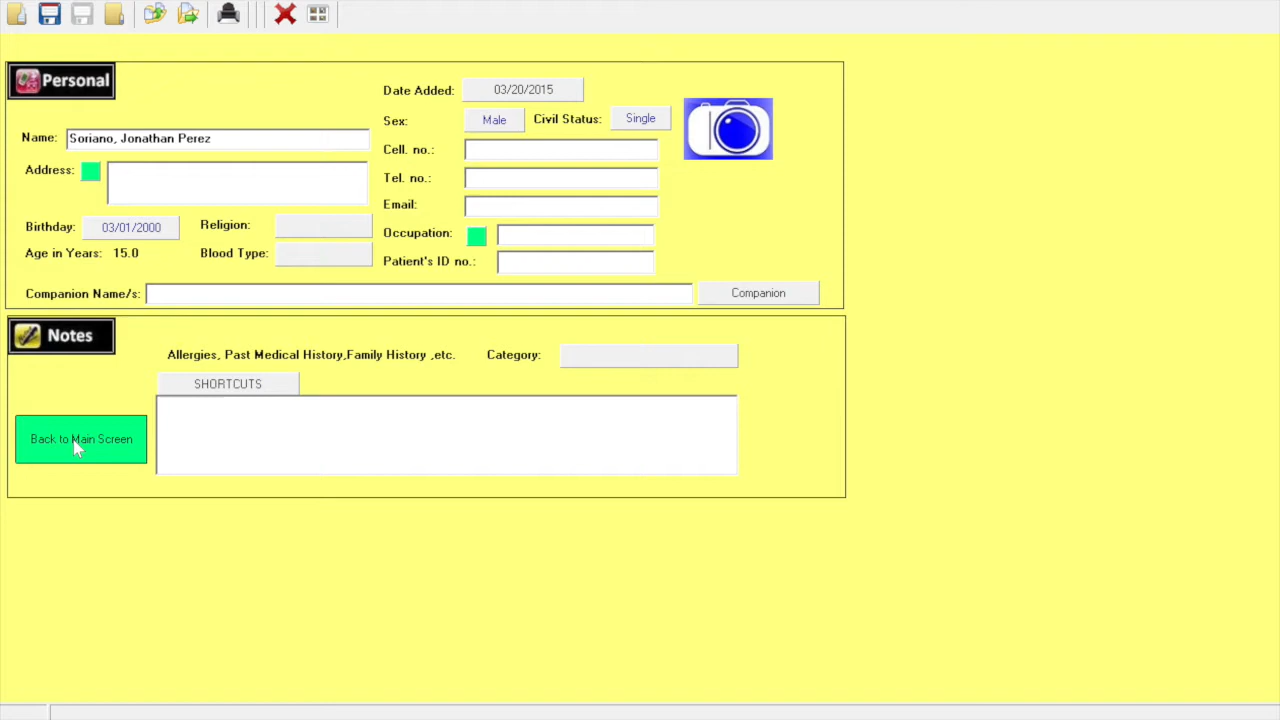 Personal
Date Added: 03/20/2015
Sex: Male Civil Status: Single
Name: Soriano, Jonathan Perez
Cell. no.:
Address:
Tel. no.:
Email:
Birthday: 03/01/2000 Religion:
Occupation:
Age in Years: 15.0 Blood Type:
Patient's ID no.:
Companion Name/s: Companion
Notes
Allergies, Past Medical History,Family History ,etc. Category:
SHORTCUTS
Back to Main Screen